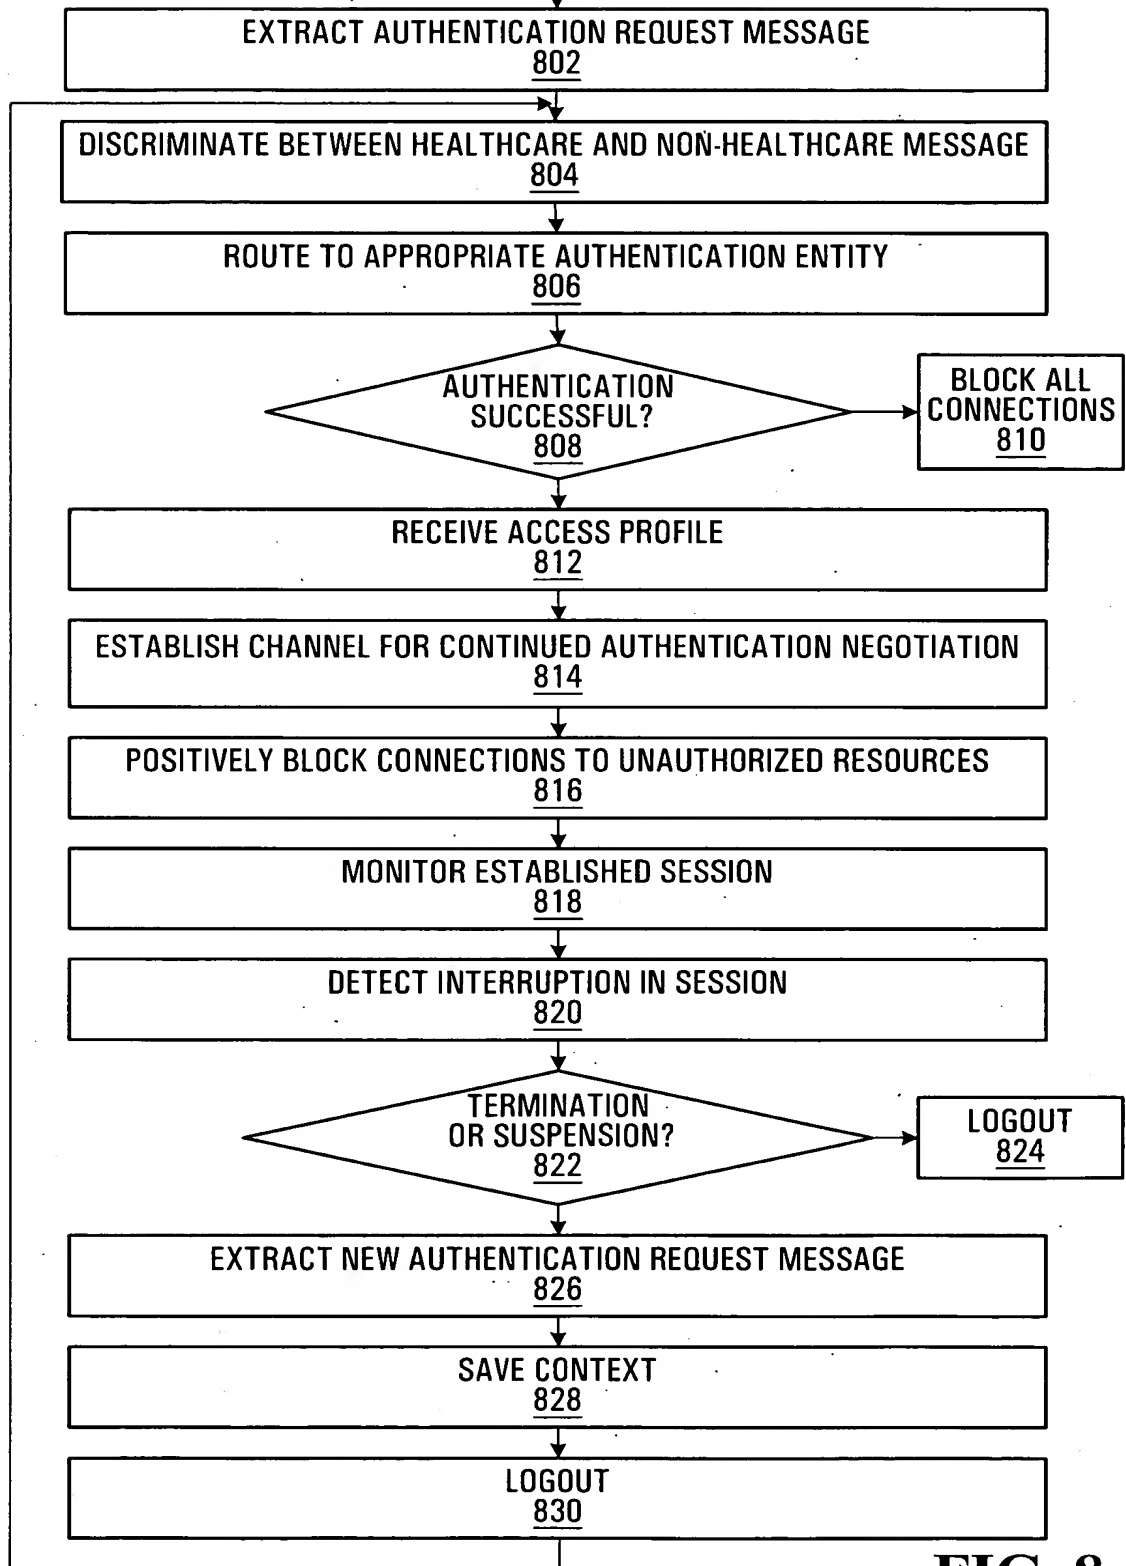 EXTRACT AUTHENTICATION REQUEST MESSAGE
802
DISCRIMINATE BETWEEN HEALTHCARE AND NON-HEALTHCARE MESSAGE
804
ROUTE TO APPROPRIATE AUTHENTICATION ENTITY
806
AUTHENTICATION
SUCCESSFUL?
808
BLOCK ALL
CONNECTIONS
810
RECEIVE ACCESS PROFILE
812
ESTABLISH CHANNEL FOR CONTINUED AUTHENTICATION NEGOTIATION
814
POSITIVELY BLOCK CONNECTIONS TO UNAUTHORIZED RESOURCES
816
MONITOR ESTABLISHED SESSION
818
DETECT INTERRUPTION IN SESSION
820
TERMINATION
OR SUSPENSION?
822
LOGOUT
824
EXTRACT NEW AUTHENTICATION REQUEST MESSAGE
826
SAVE CONTEXT
828
LOGOUT
830
FIG. 8